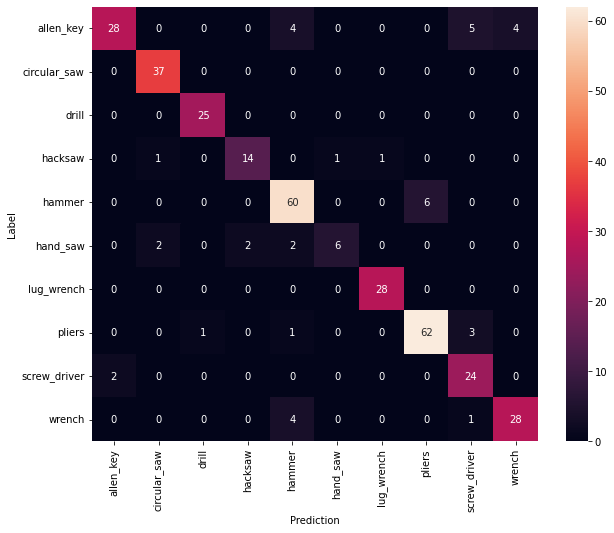 allen_key 28 0 0 0 4 0 0 0 5 4
circular_saw 0 37 0 0 0 0 0 0 0 0
drill 0 0 25 0 0 0 0 0 0 0
hacksaw 0 1 0 14 0 1 1 0 0 0
hammer 0 0 0 0 60 0 0 6 0 0
hand_saw 0 2 0 2 2 6 0 0 0 0
lug_wrench 0 0 0 0 0 0 28 0 0 0
pliers 0 0 1 0 1 0 0 62 3 0
screw_driver 2 0 0 0 0 0 0 0 24 0
wrench 0 0 0 0 4 0 0 0 1 28
Label
allen_key circular_saw drill hacksaw hammer hand_saw lug_wrench pliers screw_driver wrench
Prediction
60
50
40
30
20
10
0